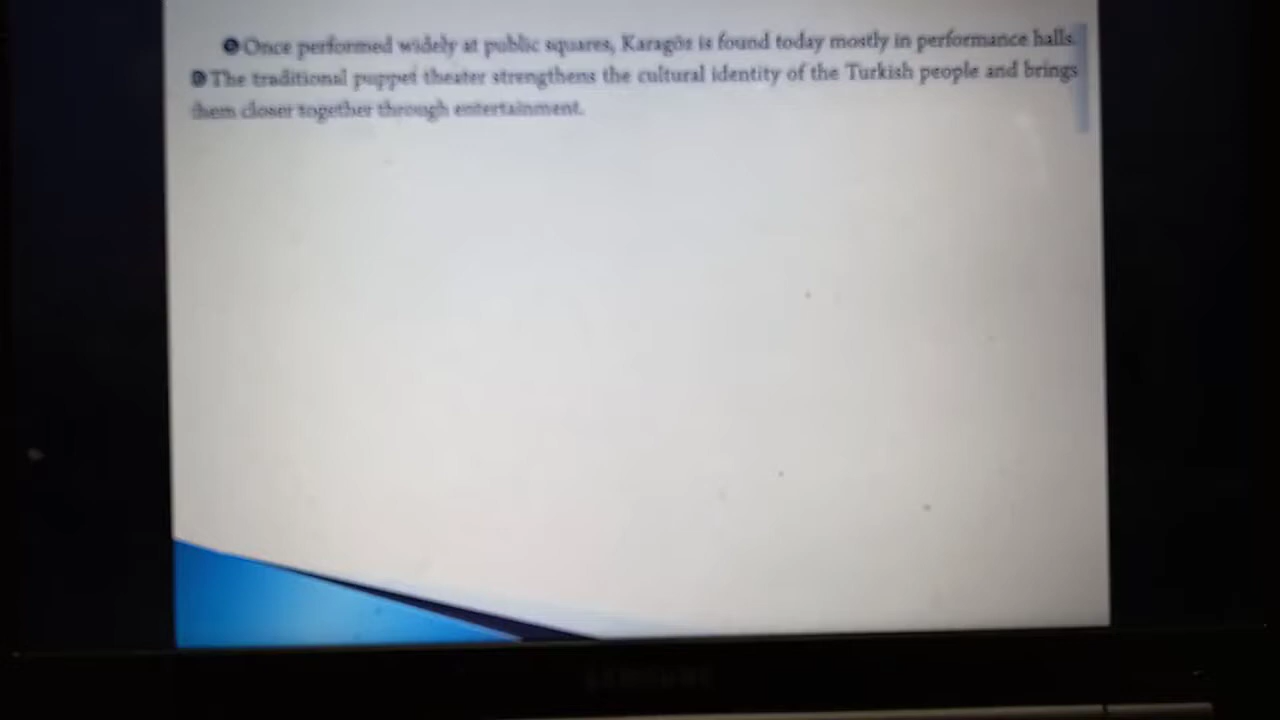 Once performed widely at public squares, Karagöz is found today mostly in performance halls.
The traditional puppet theater strengthens the cultural identity of the Turkish people and brings
them closer together through entertainment.